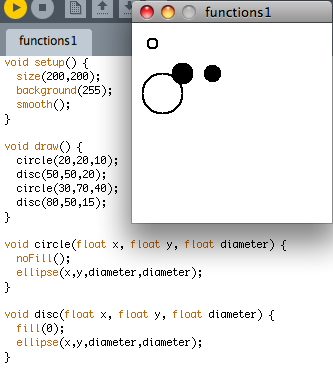 functions1
functions1
void setup() {
  size(200,200);
  background(255);
  smooth();
}
void draw() {
  circle(20,20,10);
  disc(50,50,20);
  circle(30,70,40);
  disc(80,50,15);
}
void circle(float x, float y, float diameter) {
  noFill();
  ellipse(x,y,diameter,diameter);
}
void disc(float x, float y, float diameter) {
  fill(0);
  ellipse(x,y,diameter,diameter);
}